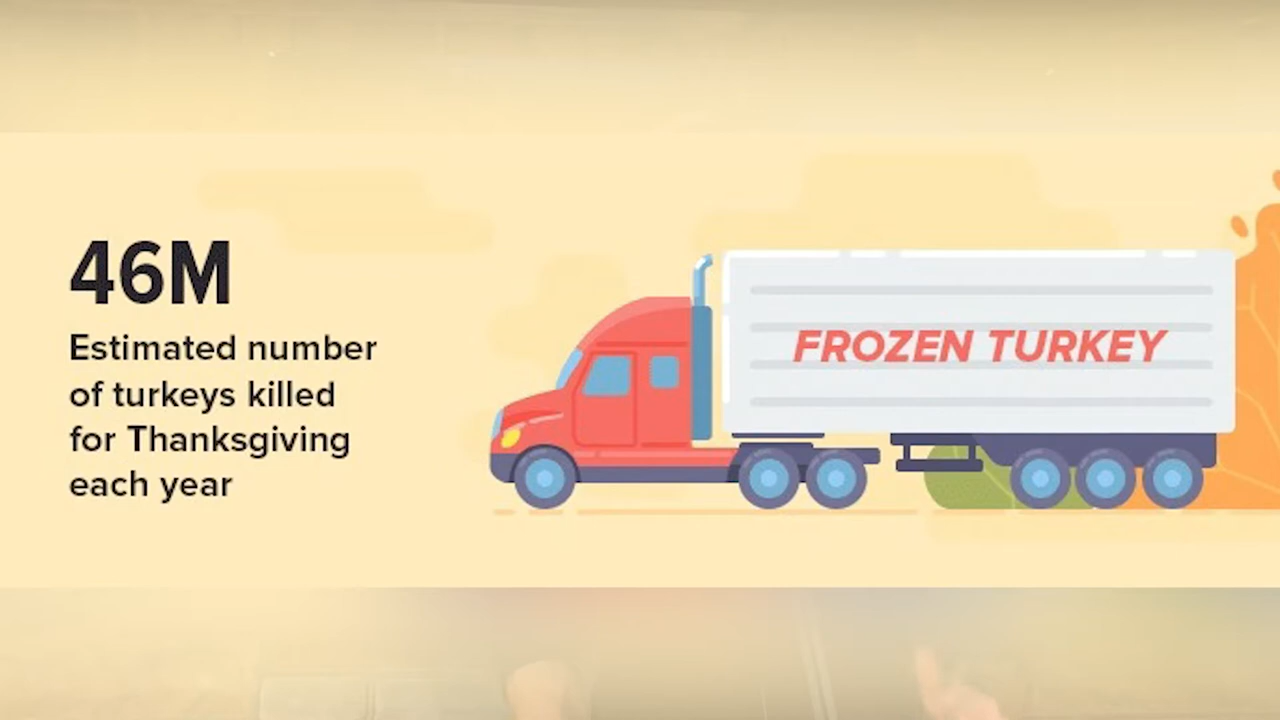 46M
Estimated number
of turkeys killed
for Thanksgiving
each year
FROZEN TURKEY